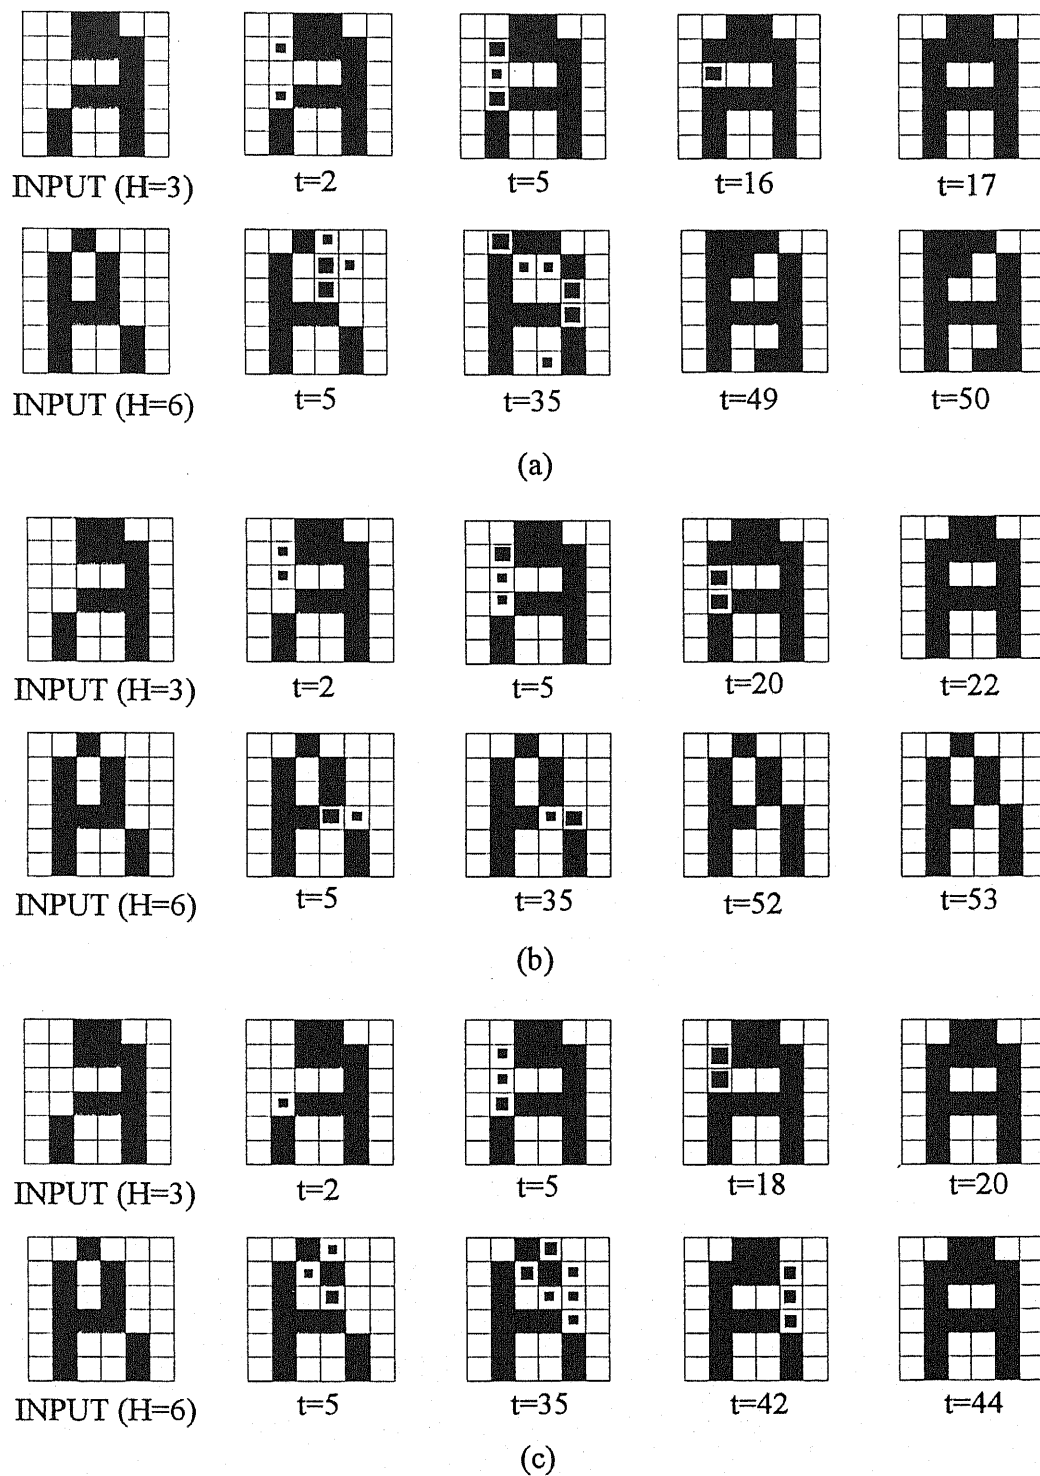 INPUT (H=3) t=2 t=5 t=16 t=17
INPUT (H=6) t=5 t=35 t=49 t=50
(a)
INPUT (H=3) t=2 t=5 t=20 t=22
INPUT (H=6) t=5 t=35 t=52 t=53
(b)
INPUT (H=3) t=2 t=5 t=18 t=20
INPUT (H=6) t=5 t=35 t=42 t=44
(c)